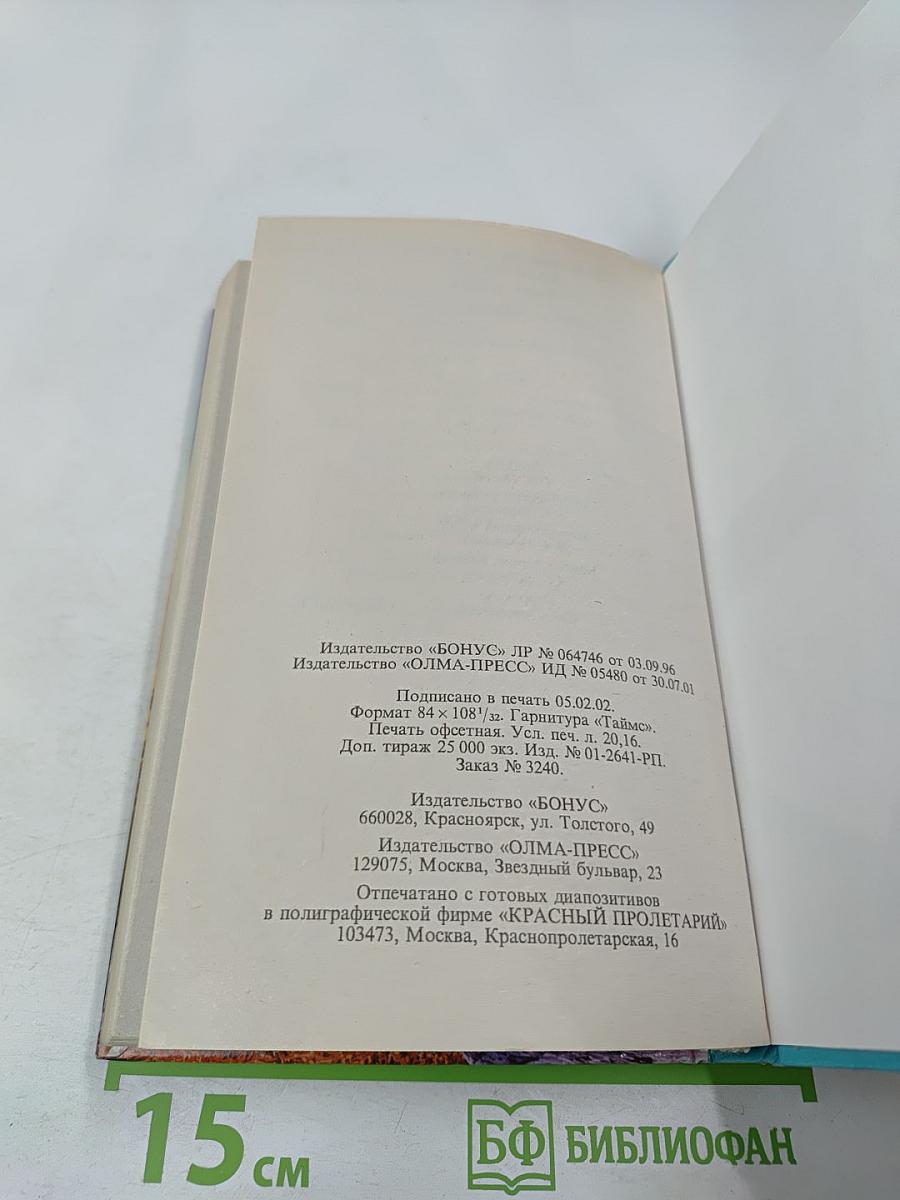 Издательство «БОНУС» ЛР № 064746 от 03.09.96
Издательство «ОЛМА-ПРЕСС» ИД № 05480 от 30.07.01
Подписано в печать 05.02.02.
Формат 84 × 108¹/₃₂. Гарнитура «Таймс».
Печать офсетная. Усл. печ. л. 20,16.
Доп. тираж 25 000 экз. Изд. № 01-2641-РП.
Заказ № 3240.
Издательство «БОНУС»
660028, Красноярск, ул. Толстого, 49
Издательство «ОЛМА-ПРЕСС»
129075, Москва, Звездный бульвар, 23
Отпечатано с готовых диапозитивов
в полиграфической фирме «КРАСНЫЙ ПРОЛЕТАРИЙ»
103473, Москва, Краснопролетарская, 16
15 см
БФ БИБЛИОФАН